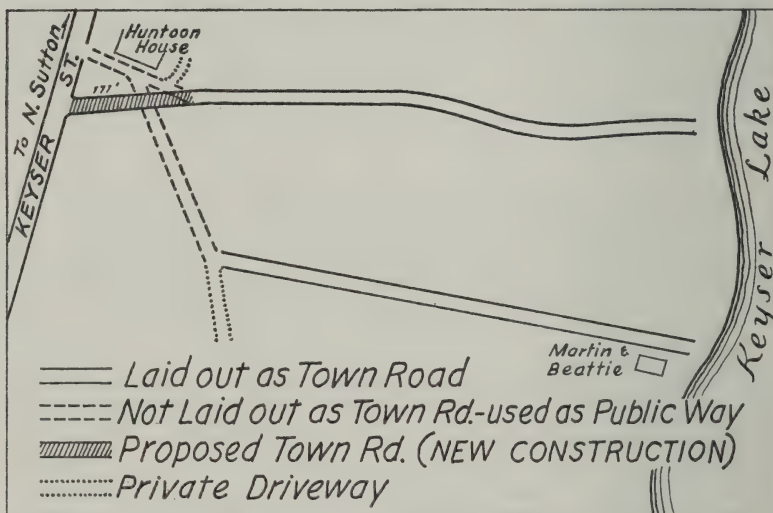 Huntoon
House
To N. Sutton
KEYSER ST.
171'
Keyser Lake
Martin &
Beattie
Laid out as Town Road
Not Laid out as Town Rd.-used as Public Way
Proposed Town Rd. (NEW CONSTRUCTION)
Private Driveway